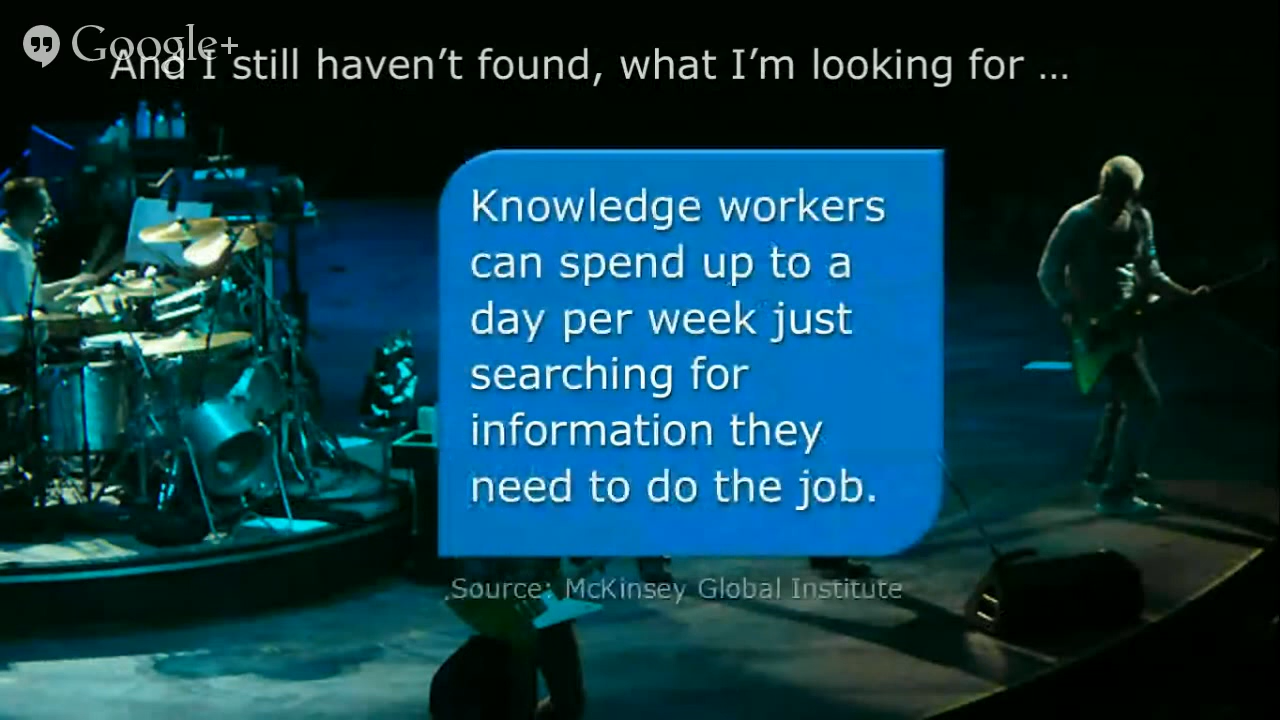 Google+
And I still haven’t found, what I’m looking for …
Knowledge workers
can spend up to a
day per week just
searching for
information they
need to do the job.
Source: McKinsey Global Institute